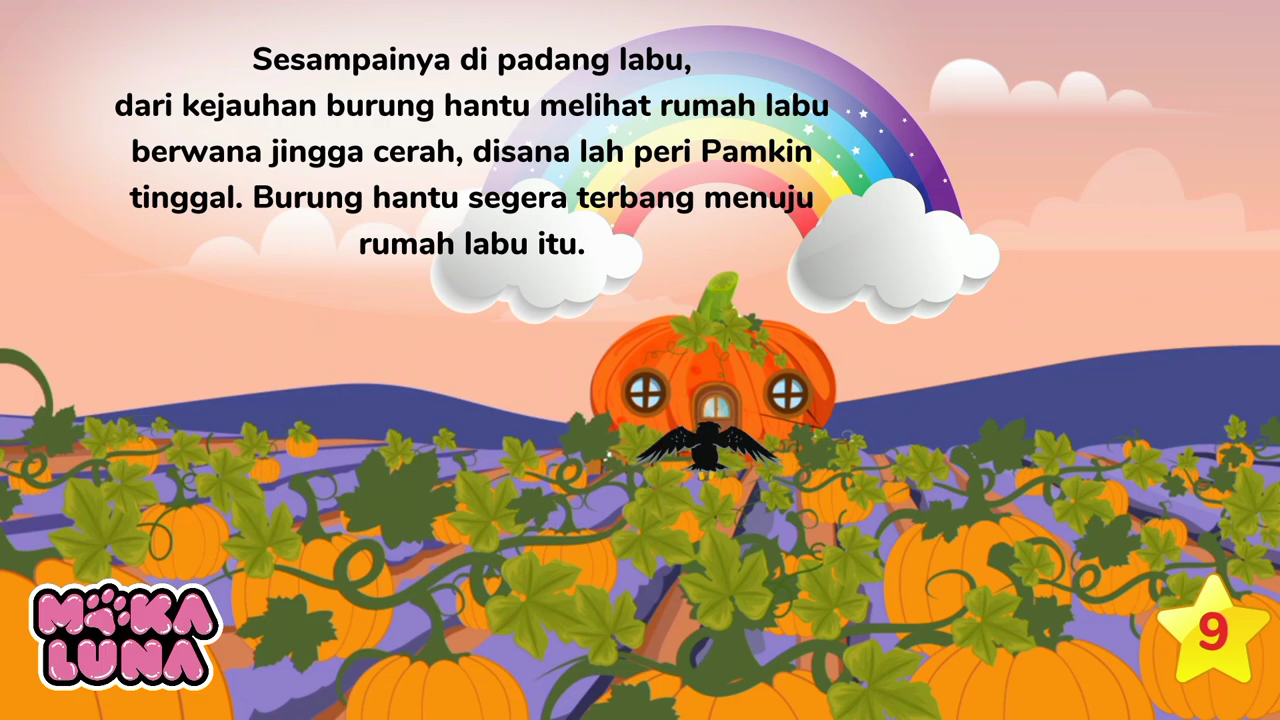 Sesampainya di padang labu,
dari kejauhan burung hantu melihat rumah labu
berwana jingga cerah, disana lah peri Pamkin
tinggal. Burung hantu segera terbang menuju
rumah labu itu.
MOKA
LUNA
9